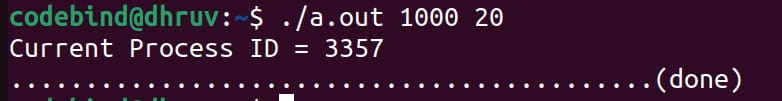 codebind@dhruv:~$ ./a.out 1000 20
Current Process ID = 3357
............................................(done)